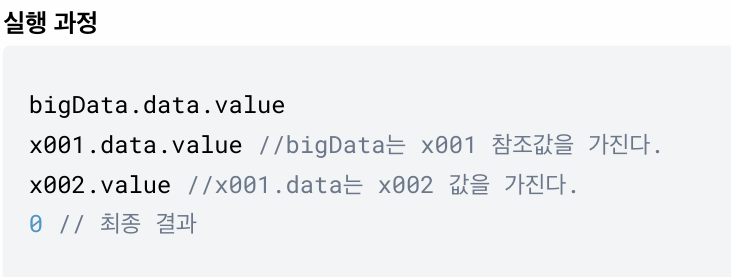 실행 과정
bigData.data.value
x001.data.value //bigData는 x001 참조값을 가진다.
x002.value //x001.data는 x002 값을 가진다.
0 // 최종 결과